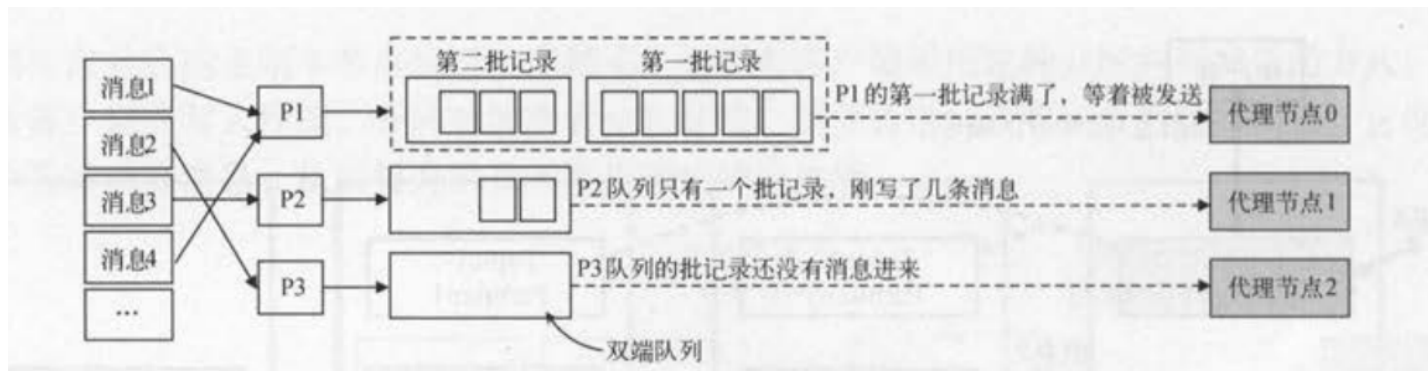 第二批记录
第一批记录
消息1
消息2
消息3
消息4
...
P1
P2
P3
P1的第一批记录满了，等着被发送
代理节点0
P2队列只有一个批记录，刚写了几条消息
代理节点1
P3队列的批记录还没有消息进来
代理节点2
双端队列